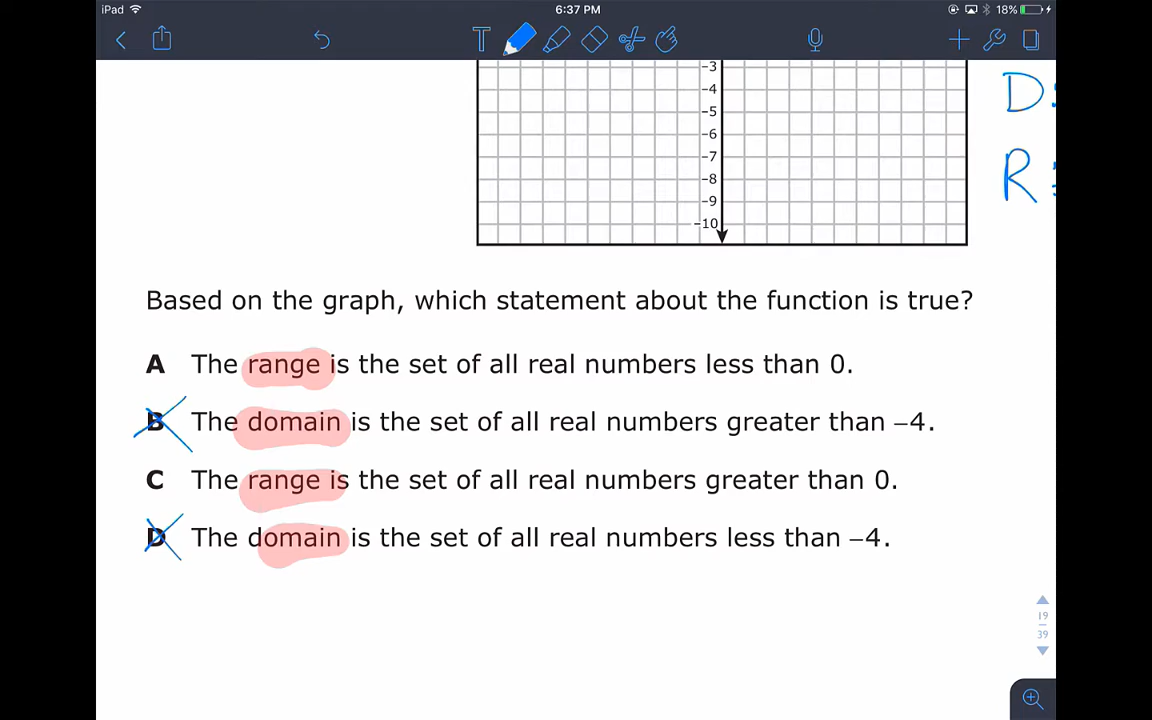 iPad 6:37 PM 18%
T
-3
-4
-5
-6
-7
-8
-9
-10
D:
R:
Based on the graph, which statement about the function is true?
A The range is the set of all real numbers less than 0.
B The domain is the set of all real numbers greater than –4.
C The range is the set of all real numbers greater than 0.
D The domain is the set of all real numbers less than –4.
19
39